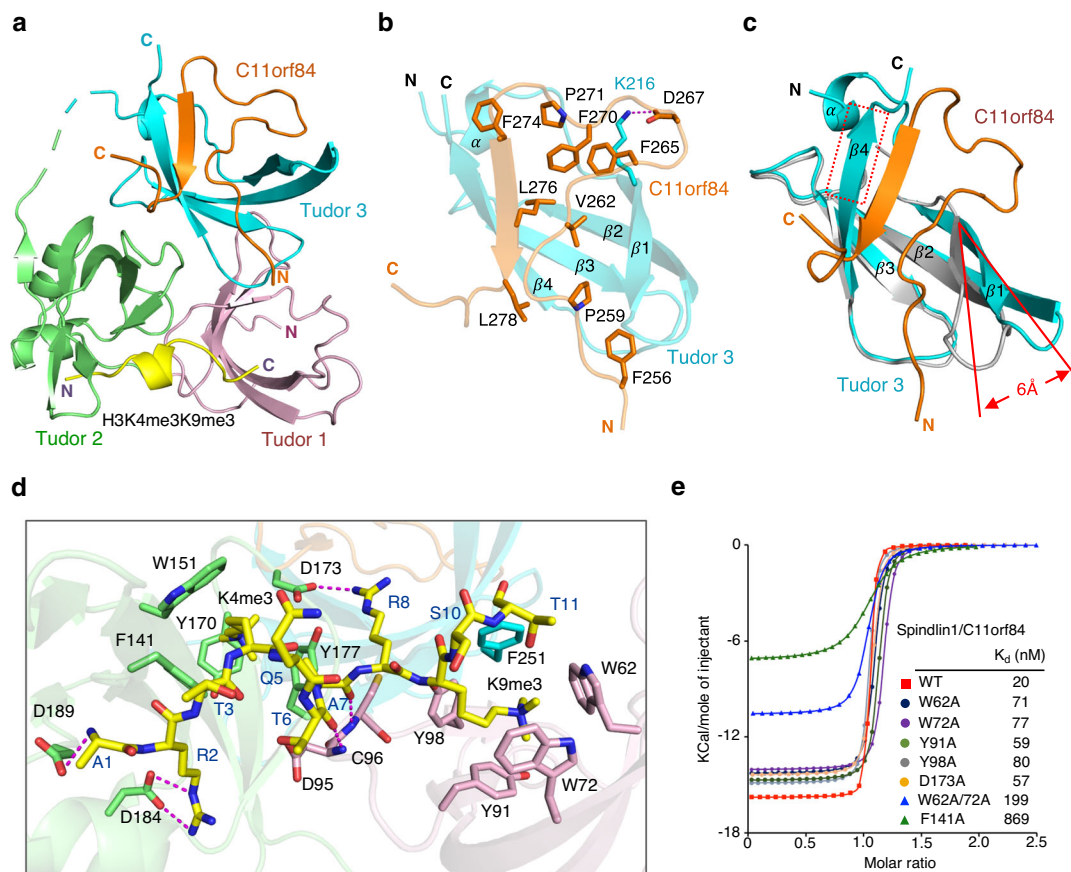 a
C
C11orf84
C
Tudor 3
N
N
N
C
H3K4me3K9me3
Tudor 2
Tudor 1
b
N
C
K216
D267
P271
F270
F274
α
F265
C11orf84
L276
V262
β2
β1
β3
β4
C
L278
P259
Tudor 3
F256
N
c
C
N
α
C11orf84
β4
C
β2
β3
β1
Tudor 3
6Å
N
d
W151
D173
K4me3
R8
S10
T11
F141
Y170
Y177
F251
W62
Q5
K9me3
D189
T3
A7
T6
Y98
A1
R2
D95
C96
W72
D184
Y91
e
0
-6
-12
-18
KCal/mole of injectant
Spindlin1/C11orf84
Kd (nM)
WT 20
W62A 71
W72A 77
Y91A 59
Y98A 80
D173A 57
W62A/72A 199
F141A 869
0 0.5 1.0 1.5 2.0 2.5
Molar ratio